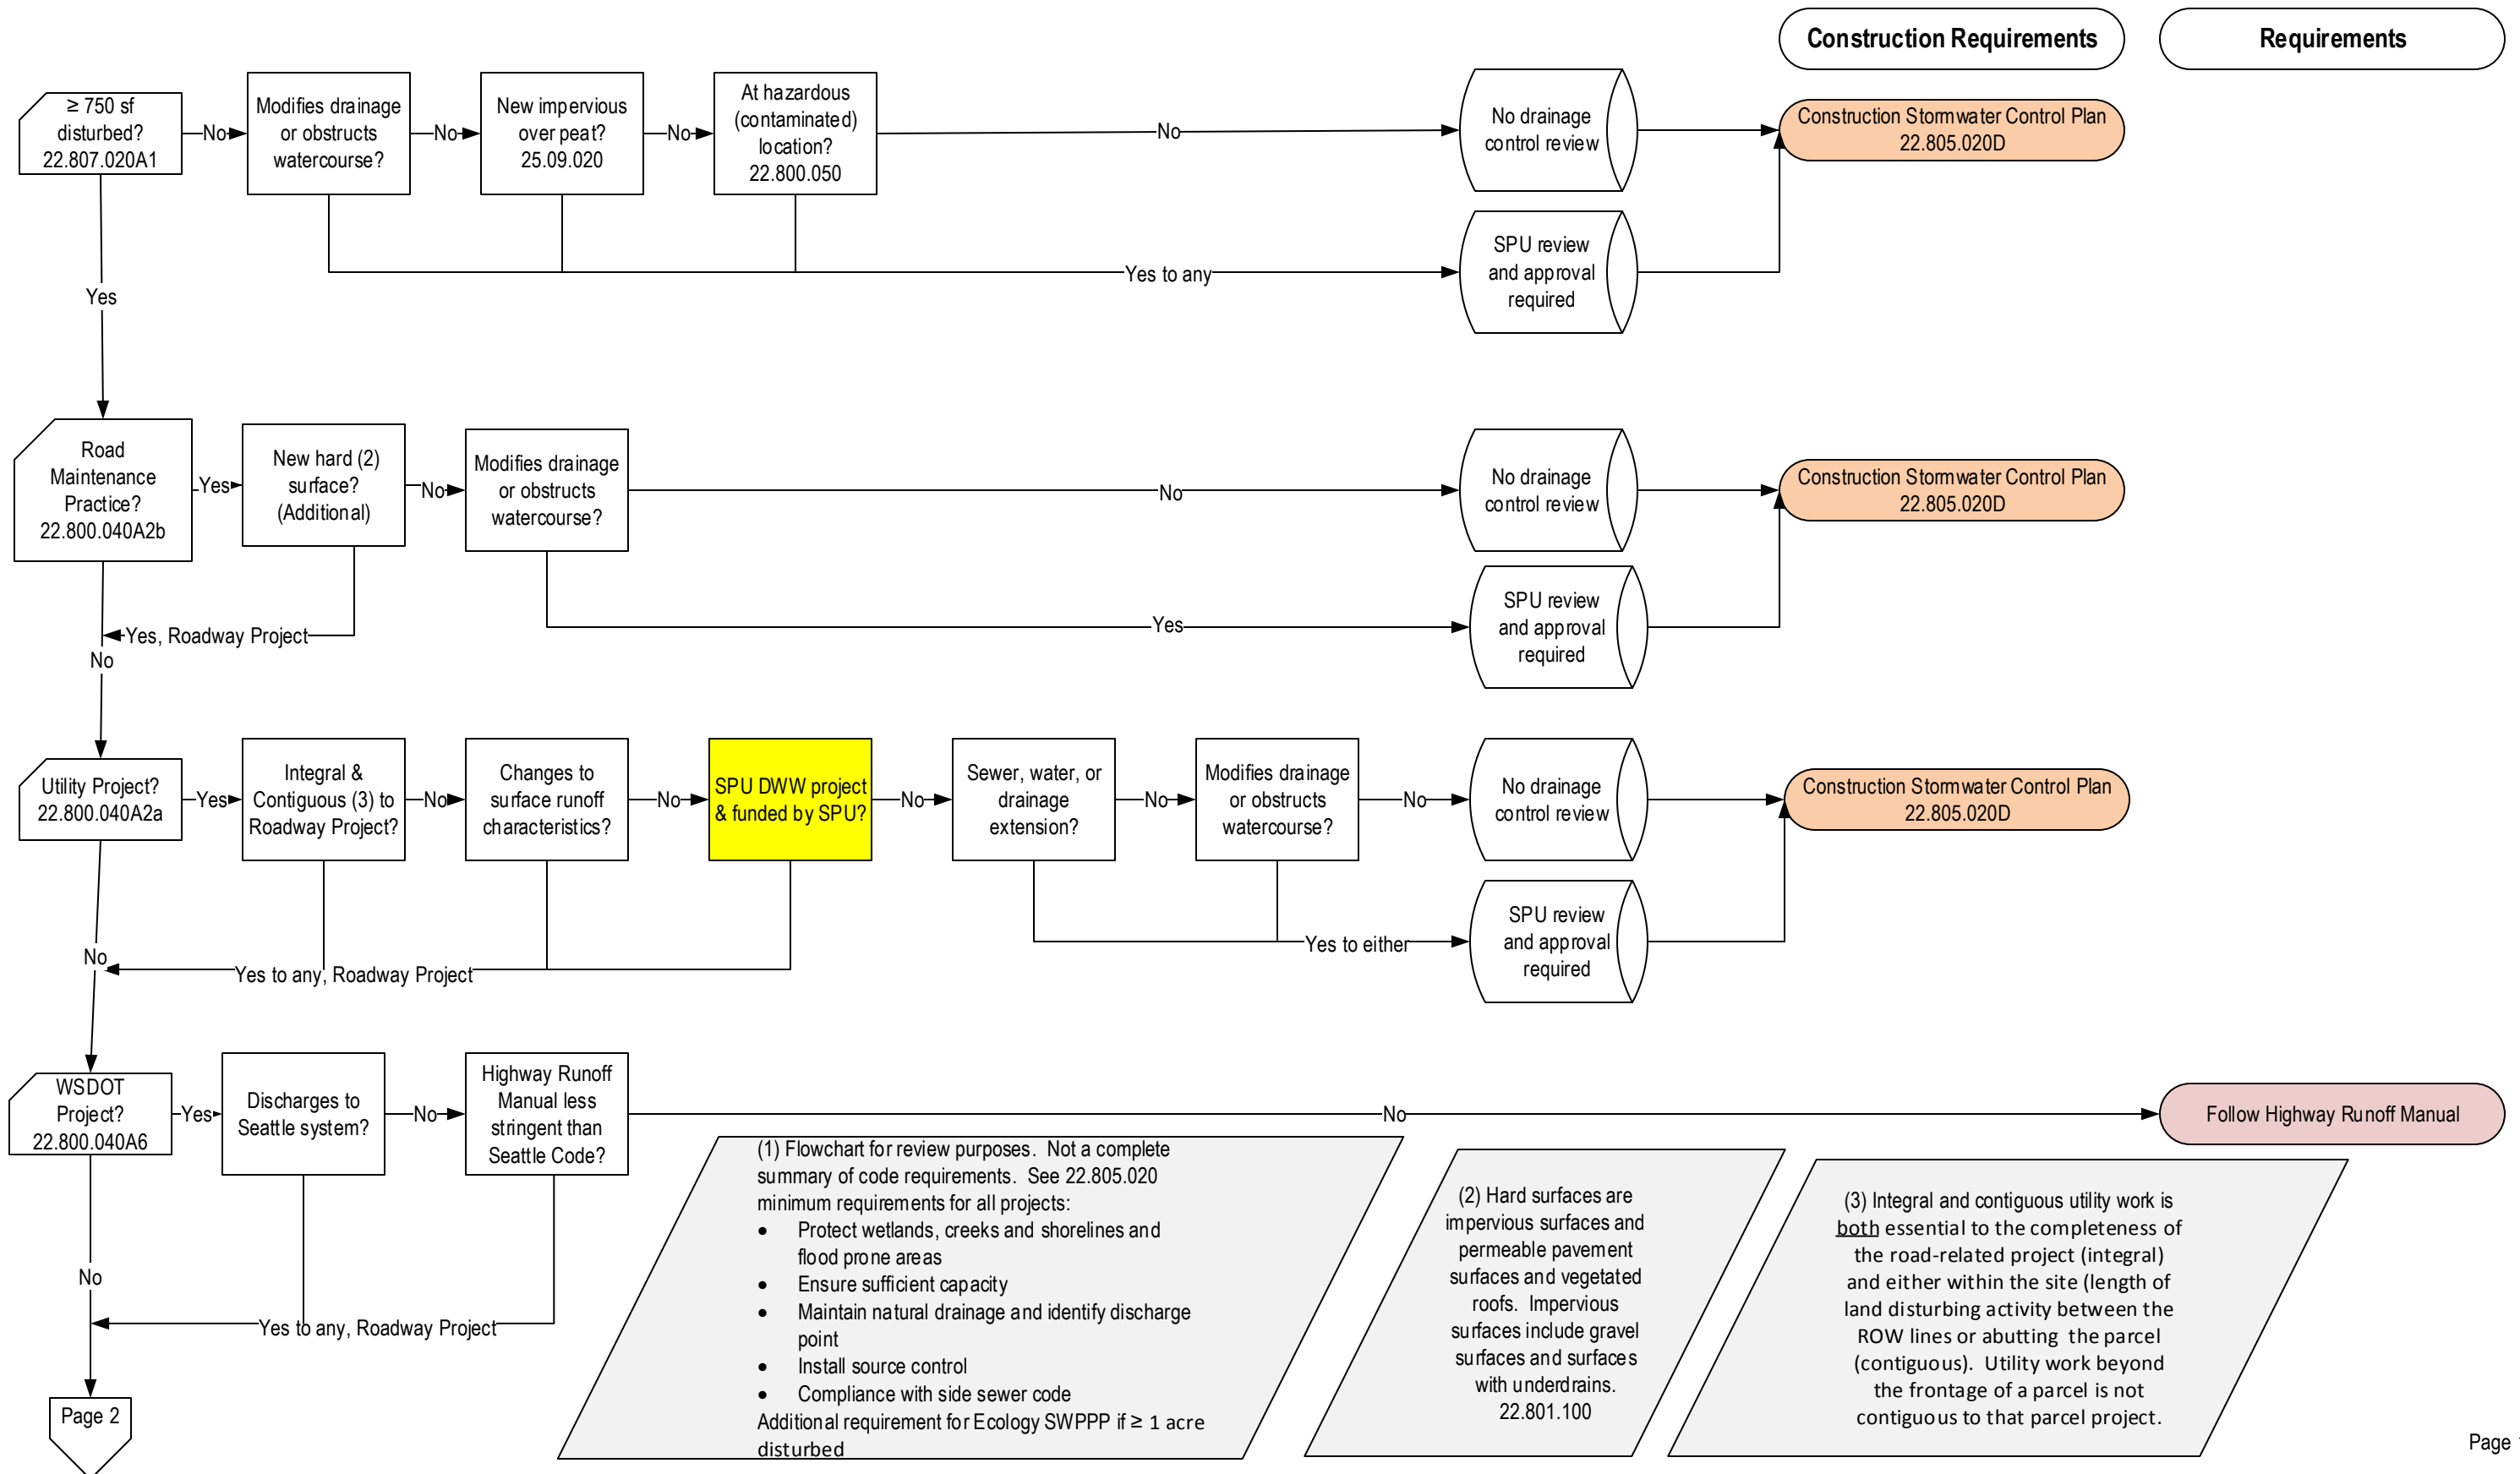 Construction Requirements
Requirements
≥ 750 sf
disturbed?
22.807.020A1
No
Modifies drainage
or obstructs
watercourse?
No
New impervious
over peat?
25.09.020
No
At hazardous
(contaminated)
location?
22.800.050
No
No drainage
control review
Construction Stormwater Control Plan
22.805.020D
Yes to any
SPU review
and approval
required
Yes
Road
Maintenance
Practice?
22.800.040A2b
Yes
New hard (2)
surface?
(Additional)
No
Modifies drainage
or obstructs
watercourse?
No
No drainage
control review
Construction Stormwater Control Plan
22.805.020D
Yes
SPU review
and approval
required
Yes, Roadway Project
No
Utility Project?
22.800.040A2a
Yes
Integral &
Contiguous (3) to
Roadway Project?
No
Changes to
surface runoff
characteristics?
No
SPU DWW project
& funded by SPU?
No
Sewer, water, or
drainage
extension?
No
Modifies drainage
or obstructs
watercourse?
No
No drainage
control review
Construction Stormwater Control Plan
22.805.020D
Yes to either
SPU review
and approval
required
No
Yes to any, Roadway Project
WSDOT
Project?
22.800.040A6
Yes
Discharges to
Seattle system?
No
Highway Runoff
Manual less
stringent than
Seattle Code?
No
Follow Highway Runoff Manual
No
Yes to any, Roadway Project
Page 2
(1) Flowchart for review purposes. Not a complete
summary of code requirements. See 22.805.020
minimum requirements for all projects:
• Protect wetlands, creeks and shorelines and
flood prone areas
• Ensure sufficient capacity
• Maintain natural drainage and identify discharge
point
• Install source control
• Compliance with side sewer code
Additional requirement for Ecology SWPPP if ≥ 1 acre
disturbed
(2) Hard surfaces are
impervious surfaces and
permeable pavement
surfaces and vegetated
roofs. Impervious
surfaces include gravel
surfaces and surfaces
with underdrains.
22.801.100
(3) Integral and contiguous utility work is
both essential to the completeness of
the road-related project (integral)
and either within the site (length of
land disturbing activity between the
ROW lines or abutting the parcel
(contiguous). Utility work beyond
the frontage of a parcel is not
contiguous to that parcel project.
Page